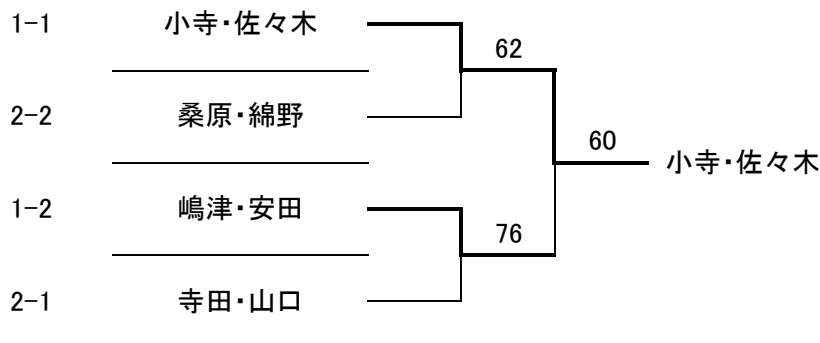 1-1 小寺・佐々木
62
2-2 桑原・綿野
60
小寺・佐々木
1-2 嶋津・安田
76
2-1 寺田・山口